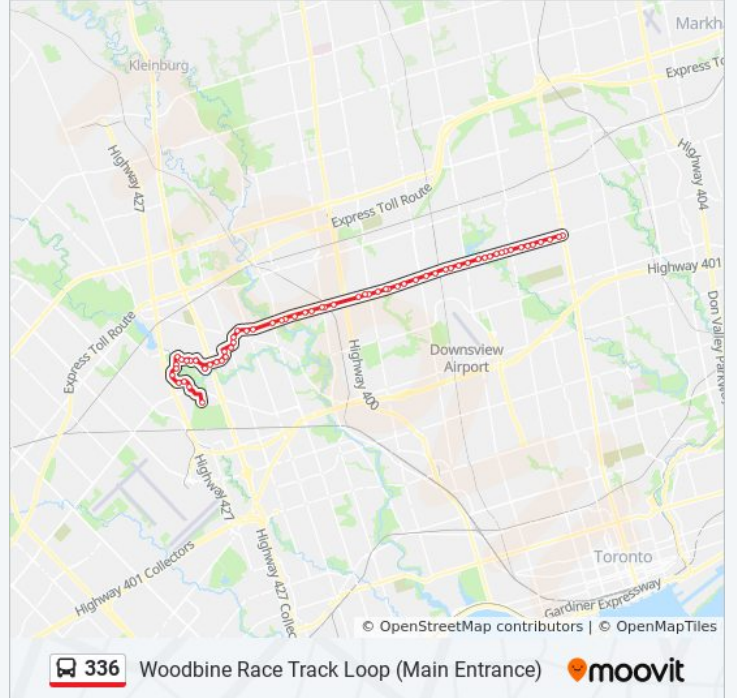 Markh
Kleinburg
Express To
Highway 427
Highway 404
Express Toll Route
Highway 401
Express Toll Route
Downsview
Airport
Don Valley Parkway
Highway 400
Highway 427
Highway 401 Collectors
Highway 427 Collec
Toronto
Gardiner Expressway
© OpenStreetMap contributors | © OpenMapTiles
336 Woodbine Race Track Loop (Main Entrance) moovit